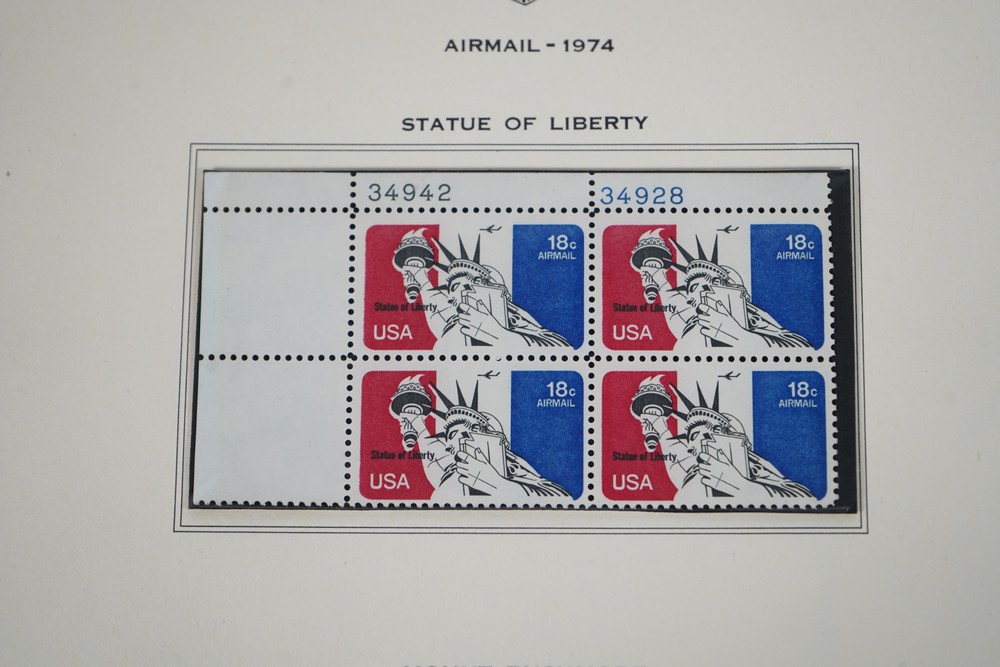 AIRMAIL - 1974
STATUE OF LIBERTY
34942 34928
18c
AIRMAIL
Statue of Liberty
USA
18c
AIRMAIL
Statue of Liberty
USA
18c
AIRMAIL
Statue of Liberty
USA
18c
AIRMAIL
Statue of Liberty
USA